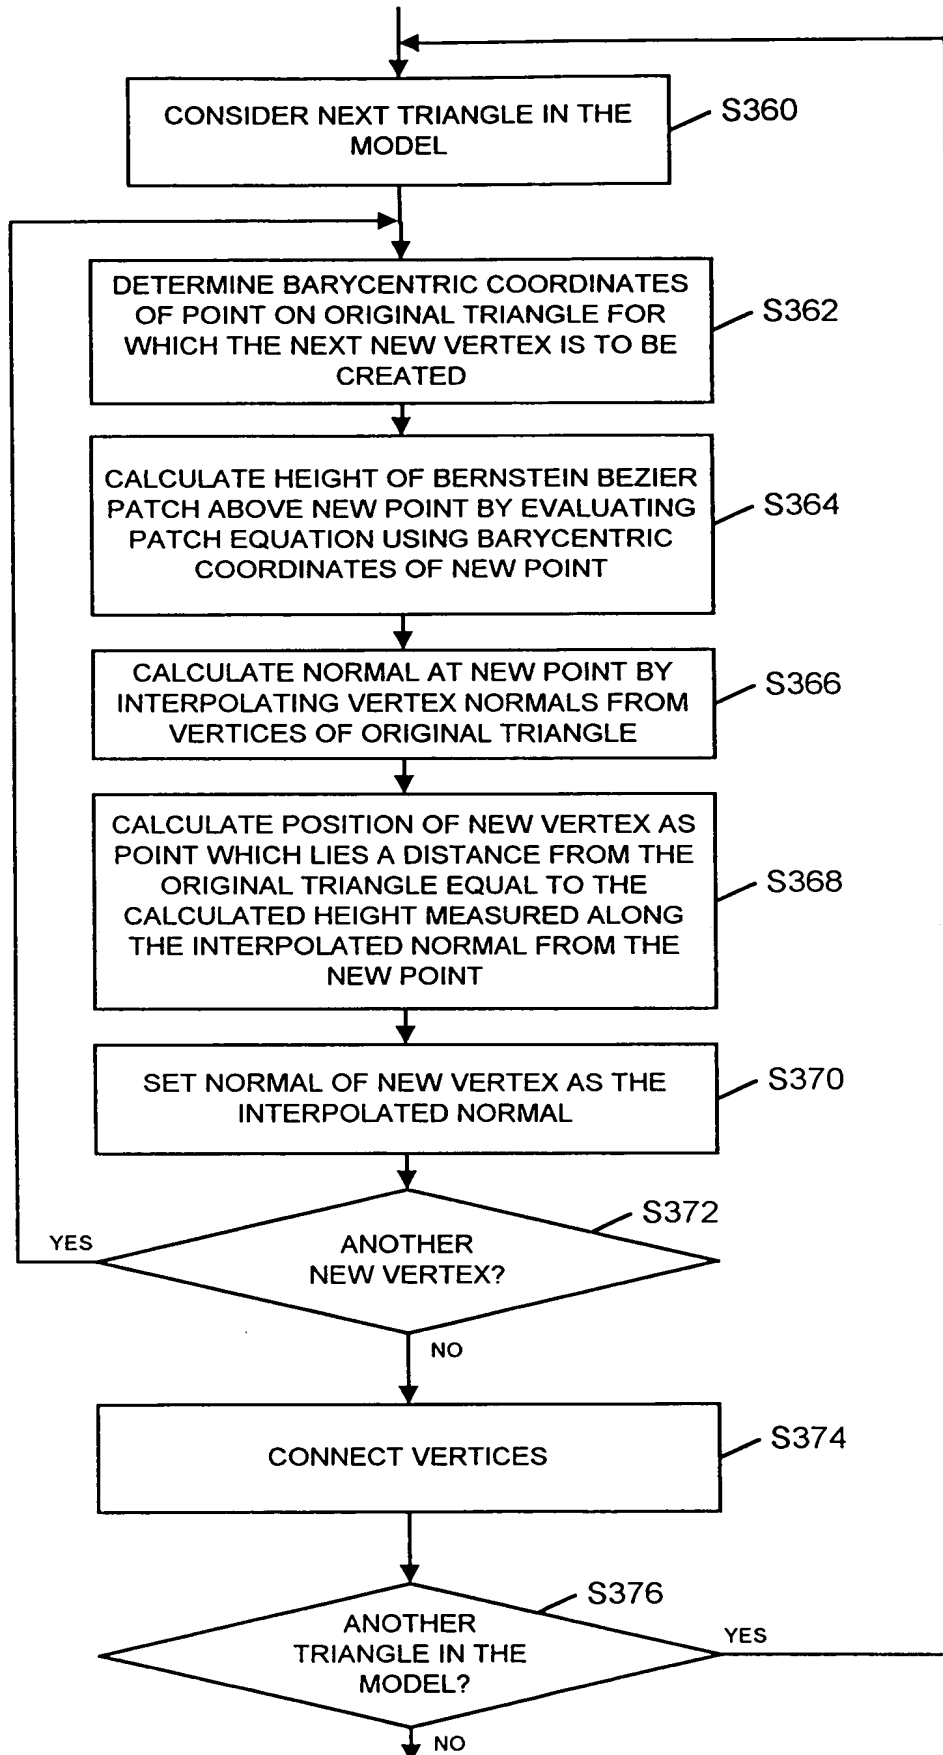 CONSIDER NEXT TRIANGLE IN THE
MODEL
S360
DETERMINE BARYCENTRIC COORDINATES
OF POINT ON ORIGINAL TRIANGLE FOR
WHICH THE NEXT NEW VERTEX IS TO BE
CREATED
S362
CALCULATE HEIGHT OF BERNSTEIN BEZIER
PATCH ABOVE NEW POINT BY EVALUATING
PATCH EQUATION USING BARYCENTRIC
COORDINATES OF NEW POINT
S364
CALCULATE NORMAL AT NEW POINT BY
INTERPOLATING VERTEX NORMALS FROM
VERTICES OF ORIGINAL TRIANGLE
S366
CALCULATE POSITION OF NEW VERTEX AS
POINT WHICH LIES A DISTANCE FROM THE
ORIGINAL TRIANGLE EQUAL TO THE
CALCULATED HEIGHT MEASURED ALONG
THE INTERPOLATED NORMAL FROM THE
NEW POINT
S368
SET NORMAL OF NEW VERTEX AS THE
INTERPOLATED NORMAL
S370
ANOTHER
NEW VERTEX?
S372
YES
NO
CONNECT VERTICES
S374
ANOTHER
TRIANGLE IN THE
MODEL?
S376
YES
NO